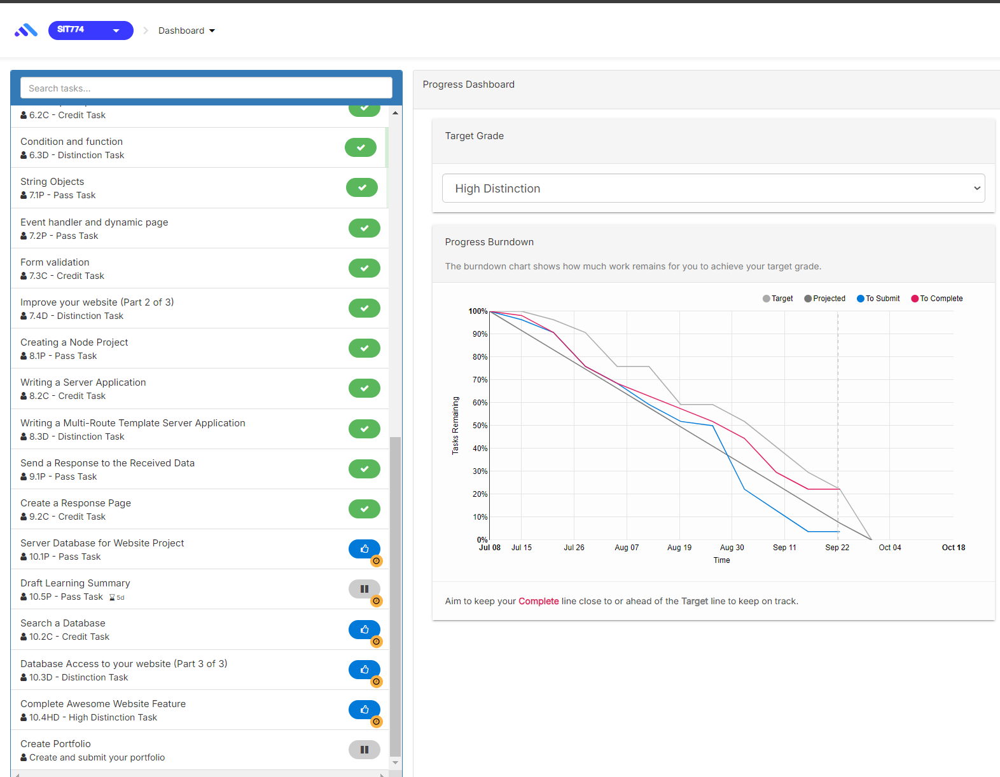 SIT774
Dashboard
Search tasks...
6.2C - Credit Task
Condition and function
6.3D - Distinction Task
String Objects
7.1P - Pass Task
Event handler and dynamic page
7.2P - Pass Task
Form validation
7.3C - Credit Task
Improve your website (Part 2 of 3)
7.4D - Distinction Task
Creating a Node Project
8.1P - Pass Task
Writing a Server Application
8.2C - Credit Task
Writing a Multi-Route Template Server Application
8.3D - Distinction Task
Send a Response to the Received Data
9.1P - Pass Task
Create a Response Page
9.2C - Credit Task
Server Database for Website Project
10.1P - Pass Task
Draft Learning Summary
10.5P - Pass Task 5d
Search a Database
10.2C - Credit Task
Database Access to your website (Part 3 of 3)
10.3D - Distinction Task
Complete Awesome Website Feature
10.4HD - High Distinction Task
Create Portfolio
Create and submit your portfolio
Progress Dashboard
Target Grade
High Distinction
Progress Burndown
The burndown chart shows how much work remains for you to achieve your target grade.
Target Projected To Submit To Complete
100%
90%
80%
70%
60%
50%
40%
30%
20%
10%
0%
Tasks Remaining
Jul 08 Jul 15 Jul 26 Aug 07 Aug 19 Aug 30 Sep 11 Sep 22 Oct 04 Oct 18
Time
Aim to keep your Complete line close to or ahead of the Target line to keep on track.